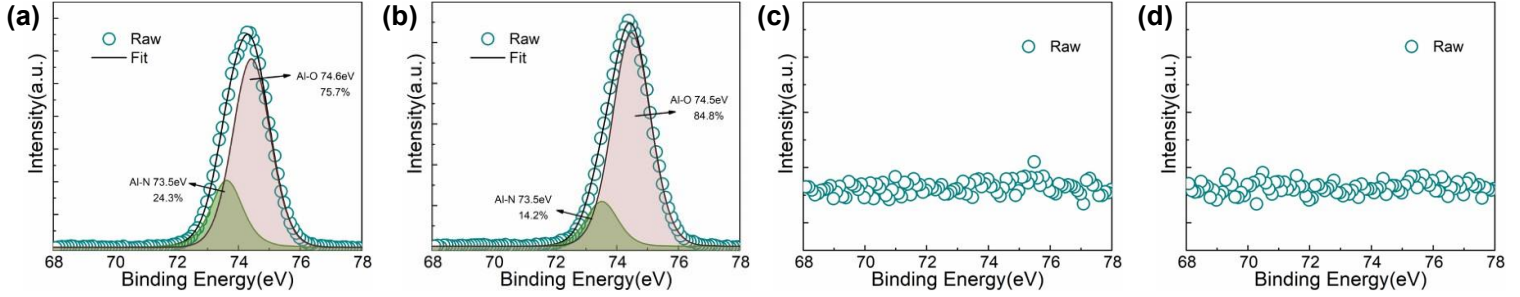 (a)
Intensity(a.u.)
Raw
Fit
Al-O 74.6eV
75.7%
Al-N 73.5eV
24.3%
68 70 72 74 76 78
Binding Energy(eV)
(b)
Intensity(a.u.)
Raw
Fit
Al-O 74.5eV
84.8%
Al-N 73.5eV
14.2%
68 70 72 74 76 78
Binding Energy(eV)
(c)
Intensity(a.u.)
Raw
68 70 72 74 76 78
Binding Energy(eV)
(d)
Intensity(a.u.)
Raw
68 70 72 74 76 78
Binding Energy(eV)